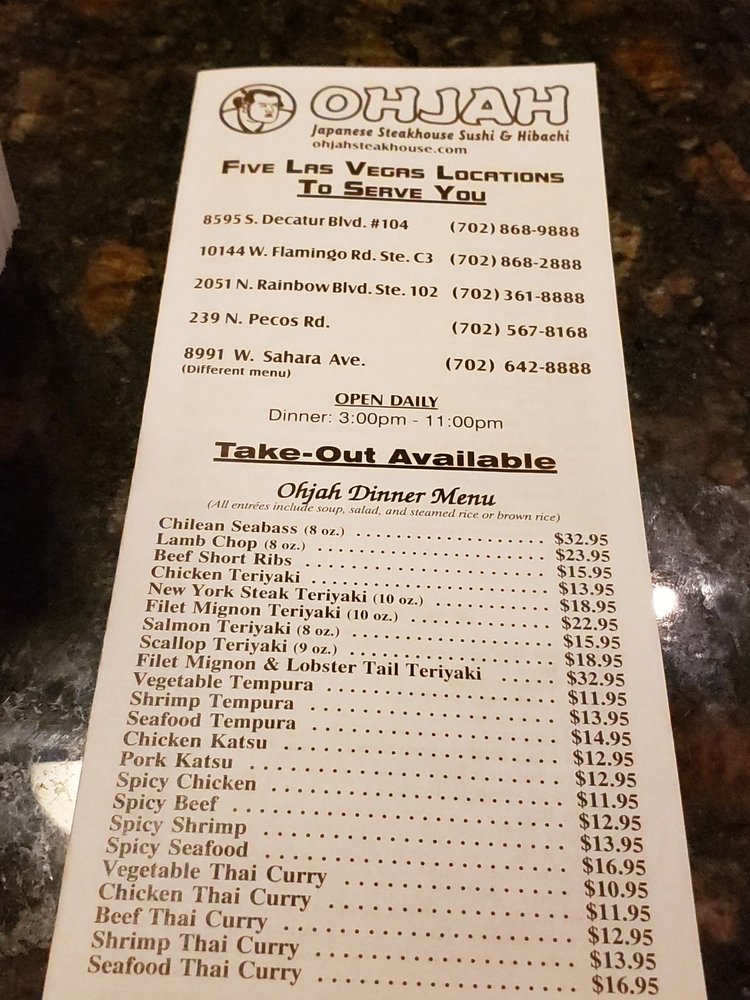 OHJAH
Japanese Steakhouse Sushi & Hibachi
ohjahsteakhouse.com
FIVE LAS VEGAS LOCATIONS
TO SERVE YOU
8595 S. Decatur Blvd. #104 (702) 868-9888
10144 W. Flamingo Rd. Ste. C3 (702) 868-2888
2051 N. Rainbow Blvd. Ste. 102 (702) 361-8888
239 N. Pecos Rd. (702) 567-8168
8991 W. Sahara Ave. (702) 642-8888
(Different menu)
OPEN DAILY
Dinner: 3:00pm - 11:00pm
Take-Out Available
Ohjah Dinner Menu
(All entrées include soup, salad, and steamed rice or brown rice)
Chilean Seabass (8 oz.) . . . . . . . . . . . . . . . . . . $32.95
Lamb Chop (8 oz.) . . . . . . . . . . . . . . . . . . . . . $23.95
Beef Short Ribs . . . . . . . . . . . . . . . . . . . . . . . $15.95
Chicken Teriyaki . . . . . . . . . . . . . . . . . . . . . . $13.95
New York Steak Teriyaki (10 oz.) . . . . . . . . . . $18.95
Filet Mignon Teriyaki (10 oz.) . . . . . . . . . . . . $22.95
Salmon Teriyaki (8 oz.) . . . . . . . . . . . . . . . . . $15.95
Scallop Teriyaki (9 oz.) . . . . . . . . . . . . . . . . . $18.95
Filet Mignon & Lobster Tail Teriyaki . . . . . $32.95
Vegetable Tempura . . . . . . . . . . . . . . . . . . . . $11.95
Shrimp Tempura . . . . . . . . . . . . . . . . . . . . . $13.95
Seafood Tempura . . . . . . . . . . . . . . . . . . . . . $14.95
Chicken Katsu . . . . . . . . . . . . . . . . . . . . . . . $12.95
Pork Katsu . . . . . . . . . . . . . . . . . . . . . . . . . $12.95
Spicy Chicken . . . . . . . . . . . . . . . . . . . . . . . $11.95
Spicy Beef . . . . . . . . . . . . . . . . . . . . . . . . . $12.95
Spicy Shrimp . . . . . . . . . . . . . . . . . . . . . . . $13.95
Spicy Seafood . . . . . . . . . . . . . . . . . . . . . . . $16.95
Vegetable Thai Curry . . . . . . . . . . . . . . . . . $10.95
Chicken Thai Curry . . . . . . . . . . . . . . . . . . $11.95
Beef Thai Curry . . . . . . . . . . . . . . . . . . . . . $12.95
Shrimp Thai Curry . . . . . . . . . . . . . . . . . . . $13.95
Seafood Thai Curry . . . . . . . . . . . . . . . . . . $16.95